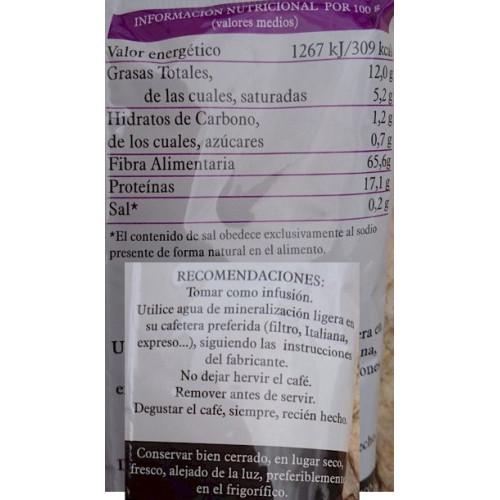 INFORMACIÓN NUTRICIONAL POR 100 g
(valores medios)
Valor energético 1267 kJ/309 kcal
Grasas Totales, 12,0g
de las cuales, saturadas 5,2 g
Hidratos de Carbono, 1,2 g
de los cuales, azúcares 0,7 g
Fibra Alimentaria 65,6g
Proteínas 17,1 g
Sal* 0,2 g
*El contenido de sal obedece exclusivamente al sodio
presente de forma natural en el alimento.
RECOMENDACIONES:
Tomar como infusión.
Utilice agua de mineralización ligera en
su cafetera preferida (filtro, Italiana,
expreso...), siguiendo las instrucciones
del fabricante.
No dejar hervir el café.
Remover antes de servir.
Degustar el café, siempre, recién hecho.
Conservar bien cerrado, en lugar seco,
fresco, alejado de la luz, preferiblemente
en el frigorífico.